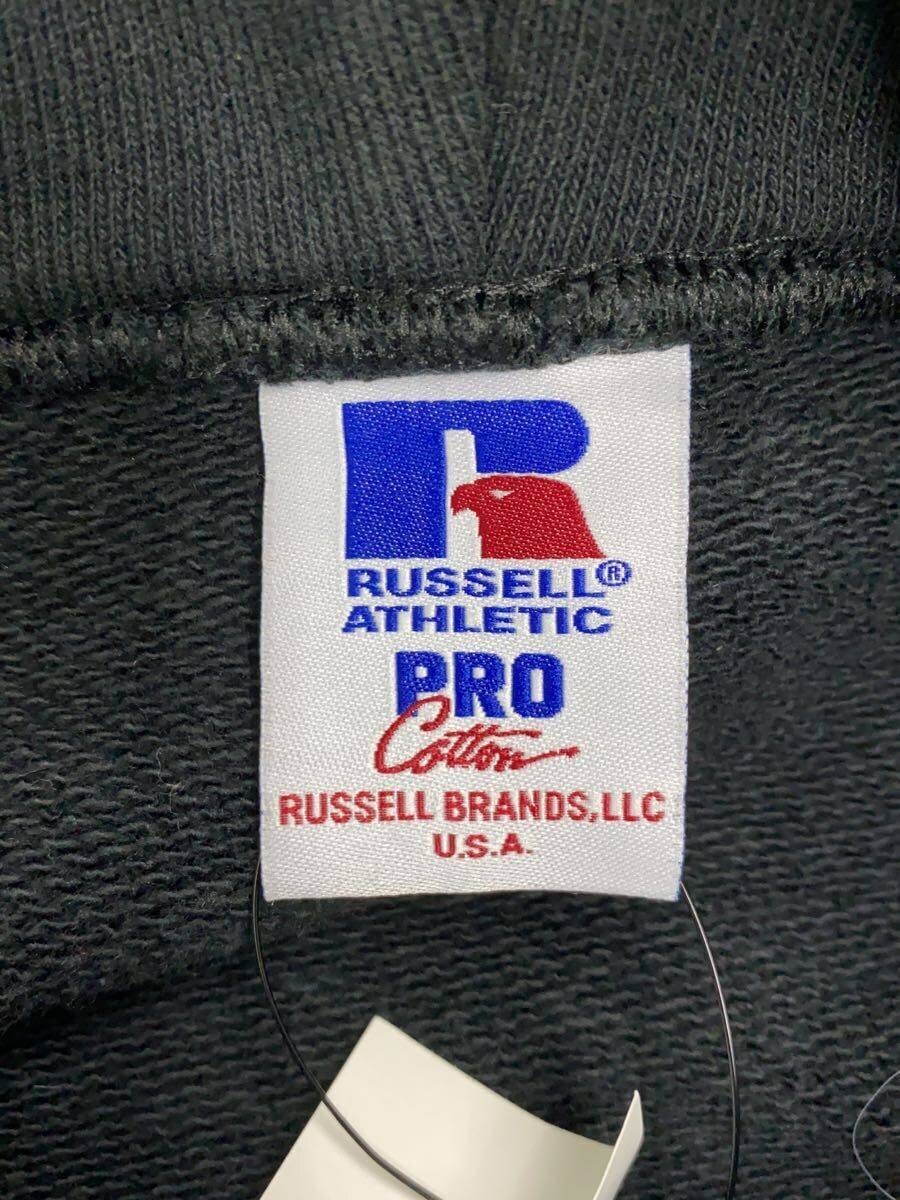 RUSSELL®
ATHLETIC
PRO
Cotton
RUSSELL BRANDS,LLC
U.S.A.